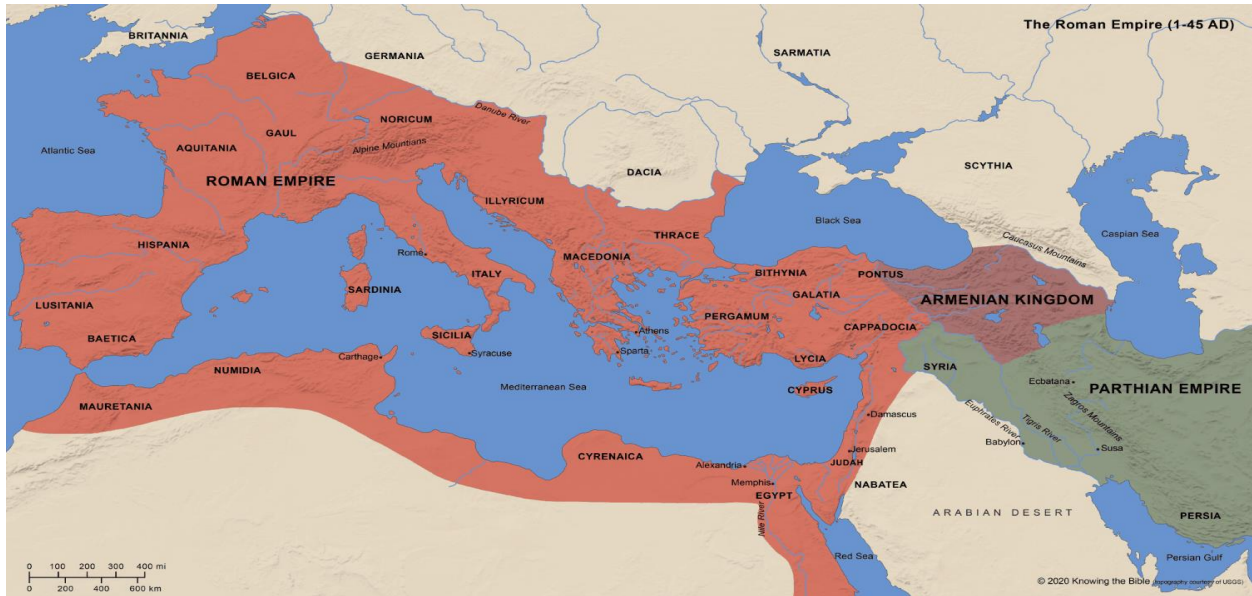 The Roman Empire (1-45 AD)
BRITANNIA
GERMANIA
SARMATIA
BELGICA
NORICUM
Danube River
GAUL
Alpine Mountians
AQUITANIA
Atlantic Sea
ROMAN EMPIRE
DACIA
SCYTHIA
ILLYRICUM
Black Sea
Caspian Sea
Caucasus Mountains
HISPANIA
THRACE
Rome
MACEDONIA
ITALY
BITHYNIA
PONTUS
SARDINIA
GALATIA
ARMENIAN KINGDOM
LUSITANIA
PERGAMUM
CAPPADOCIA
BAETICA
SICILIA
Athens
Syracuse
Sparta
Carthage
LYCIA
NUMIDIA
SYRIA
Ecbatana
PARTHIAN EMPIRE
Mediterranean Sea
CYPRUS
Zagros Mountains
MAURETANIA
Damascus
Euphrates River
Tigris River
Babylon
Susa
Jerusalem
CYRENAICA
Alexandria
JUDAH
Memphis
EGYPT
NABATEA
Nile River
ARABIAN DESERT
PERSIA
Red Sea
Persian Gulf
0 100 200 300 400 mi
0 200 400 600 km
© 2020 Knowing the Bible (topography courtesy of USGS)